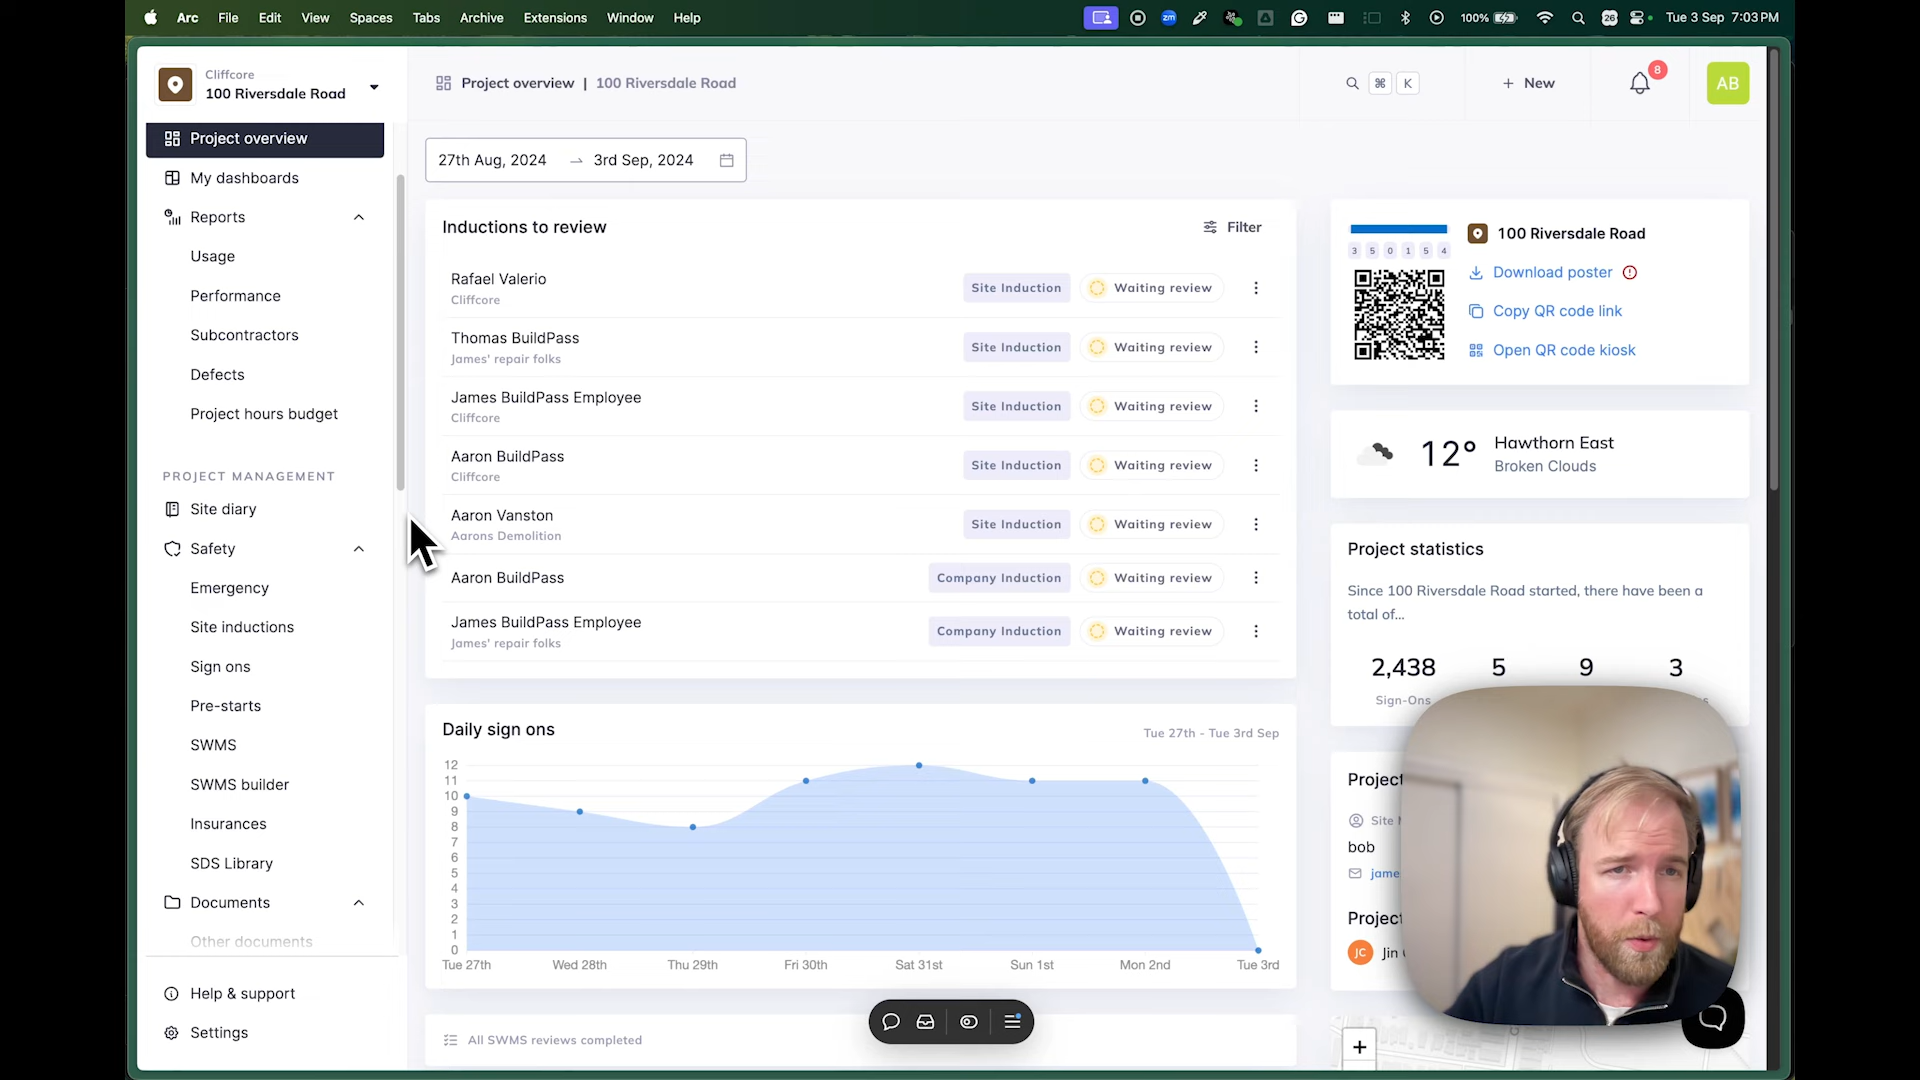 Arc File Edit View Spaces Tabs Archive Extensions Window Help
zm 100% 26 Tue 3 Sep 7:03 PM
Cliffcore
100 Riversdale Road
Project overview | 100 Riversdale Road
⌘ K
+ New
8
AB
Project overview
My dashboards
Reports
Usage
Performance
Subcontractors
Defects
Project hours budget
PROJECT MANAGEMENT
Site diary
Safety
Emergency
Site inductions
Sign ons
Pre-starts
SWMS
SWMS builder
Insurances
SDS Library
Documents
Other documents
Help & support
Settings
27th Aug, 2024 → 3rd Sep, 2024
Inductions to review
Filter
Rafael Valerio
Cliffcore
Site Induction Waiting review
Thomas BuildPass
James' repair folks
Site Induction Waiting review
James BuildPass Employee
Cliffcore
Site Induction Waiting review
Aaron BuildPass
Cliffcore
Site Induction Waiting review
Aaron Vanston
Aarons Demolition
Site Induction Waiting review
Aaron BuildPass
Company Induction Waiting review
James BuildPass Employee
James' repair folks
Company Induction Waiting review
Daily sign ons
Tue 27th - Tue 3rd Sep
12
11
10
9
8
7
6
5
4
3
2
1
0
Tue 27th Wed 28th Thu 29th Fri 30th Sat 31st Sun 1st Mon 2nd Tue 3rd
All SWMS reviews completed
3 5 0 1 5 4
100 Riversdale Road
Download poster
Copy QR code link
Open QR code kiosk
12°
Hawthorn East
Broken Clouds
Project statistics
Since 100 Riversdale Road started, there have been a
total of...
2,438 5 9 3
Sign-Ons
Project
Site
bob
jame
Project
JC Jin
+